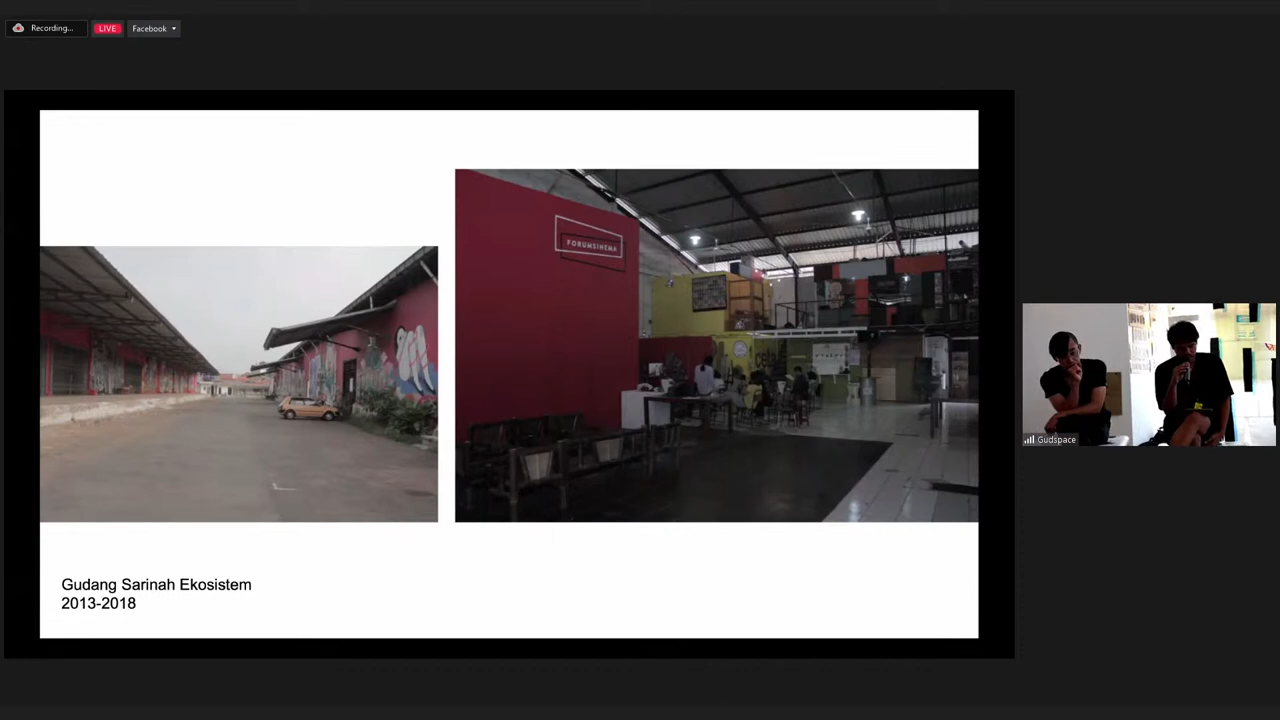 Recording...
LIVE
Facebook
FORUMSINEMA
Gudang Sarinah Ekosistem
2013-2018
Gudspace